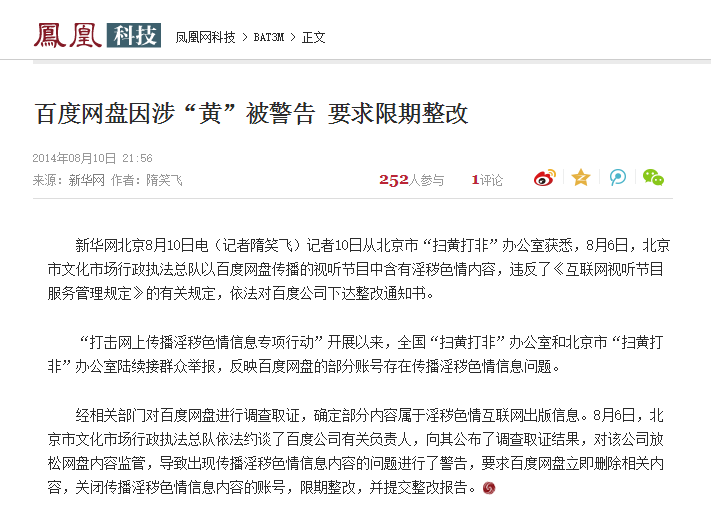 鳳凰 科技 凤凰网科技 > BAT3M > 正文
百度网盘因涉“黄”被警告 要求限期整改
2014年08月10日 21:56
来源：新华网 作者：隋笑飞
252人参与 1评论
新华网北京8月10日电（记者隋笑飞）记者10日从北京市“扫黄打非”办公室获悉，8月6日，北京
市文化市场行政执法总队以百度网盘传播的视听节目中含有淫秽色情内容，违反了《互联网视听节目
服务管理规定》的有关规定，依法对百度公司下达整改通知书。
“打击网上传播淫秽色情信息专项行动”开展以来，全国“扫黄打非”办公室和北京市“扫黄打
非”办公室陆续接群众举报，反映百度网盘的部分账号存在传播淫秽色情信息问题。
经相关部门对百度网盘进行调查取证，确定部分内容属于淫秽色情互联网出版信息。8月6日，北
京市文化市场行政执法总队依法约谈了百度公司有关负责人，向其公布了调查取证结果，对该公司放
松网盘内容监管，导致出现传播淫秽色情信息内容的问题进行了警告，要求百度网盘立即删除相关内
容，关闭传播淫秽色情信息内容的账号，限期整改，并提交整改报告。